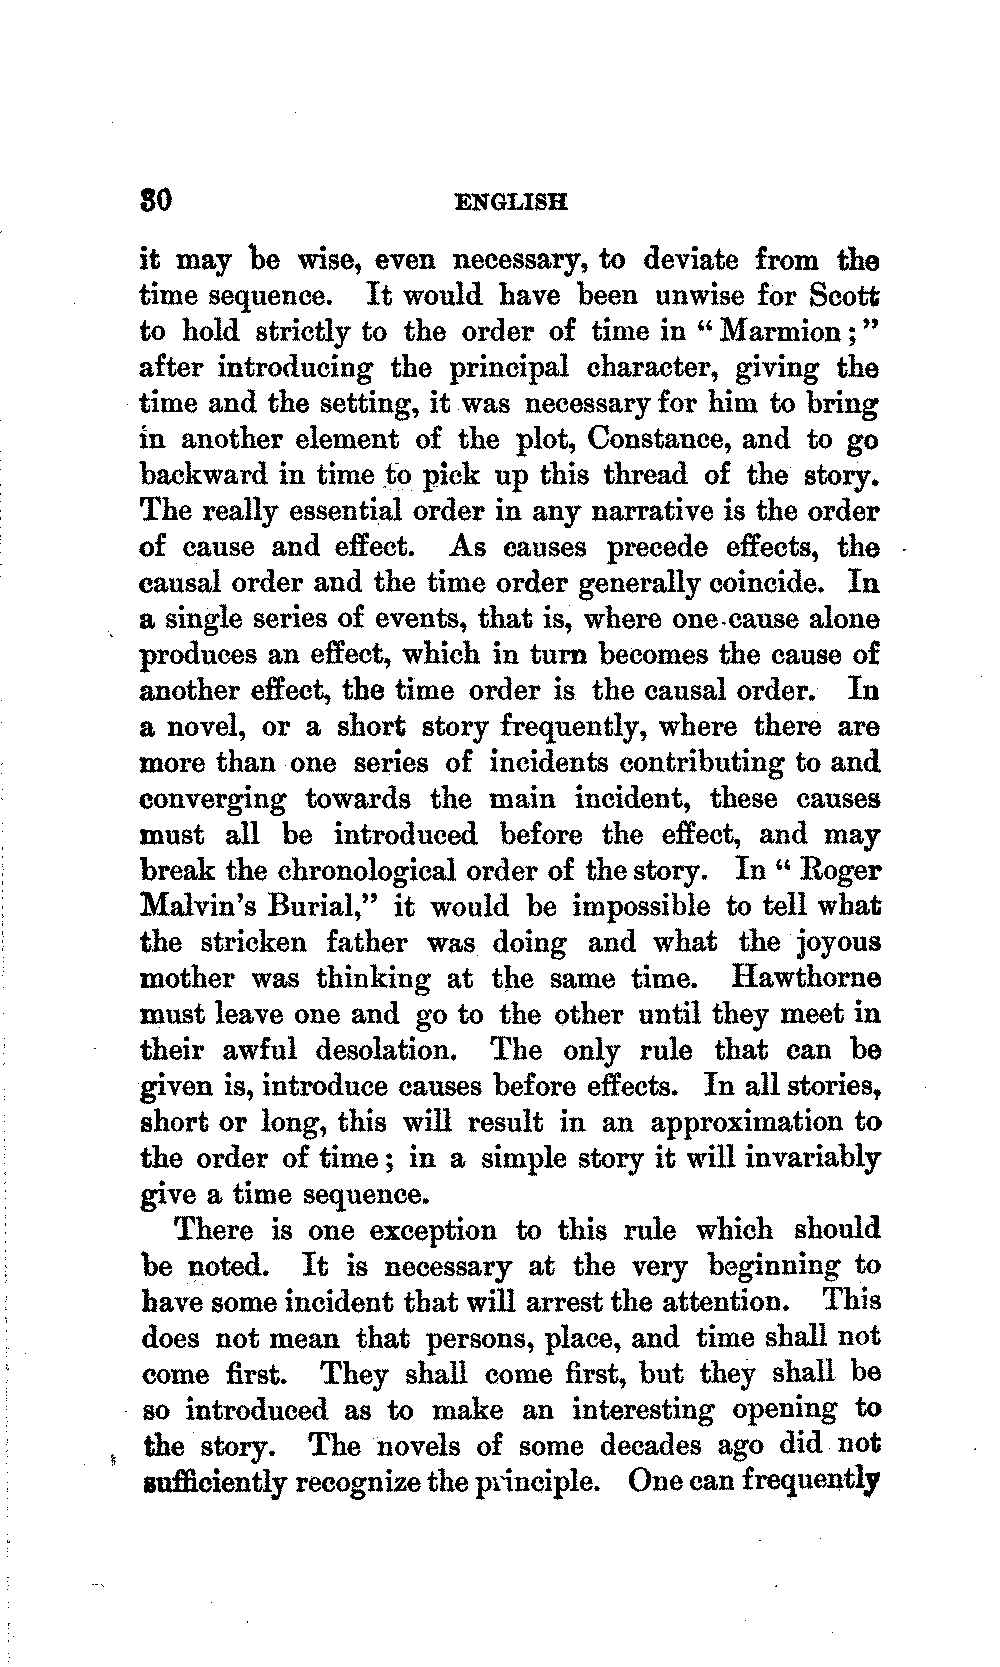 30 ENGLISH
it may be wise, even necessary, to deviate from the
time sequence. It would have been unwise for Scott
to hold strictly to the order of time in “Marmion;”
after introducing the principal character, giving the
time and the setting, it was necessary for him to bring
in another element of the plot, Constance, and to go
backward in time to pick up this thread of the story.
The really essential order in any narrative is the order
of cause and effect. As causes precede effects, the
causal order and the time order generally coincide. In
a single series of events, that is, where one cause alone
produces an effect, which in turn becomes the cause of
another effect, the time order is the causal order. In
a novel, or a short story frequently, where there are
more than one series of incidents contributing to and
converging towards the main incident, these causes
must all be introduced before the effect, and may
break the chronological order of the story. In “Roger
Malvin’s Burial,” it would be impossible to tell what
the stricken father was doing and what the joyous
mother was thinking at the same time. Hawthorne
must leave one and go to the other until they meet in
their awful desolation. The only rule that can be
given is, introduce causes before effects. In all stories,
short or long, this will result in an approximation to
the order of time; in a simple story it will invariably
give a time sequence.
There is one exception to this rule which should
be noted. It is necessary at the very beginning to
have some incident that will arrest the attention. This
does not mean that persons, place, and time shall not
come first. They shall come first, but they shall be
so introduced as to make an interesting opening to
the story. The novels of some decades ago did not
sufficiently recognize the principle. One can frequently